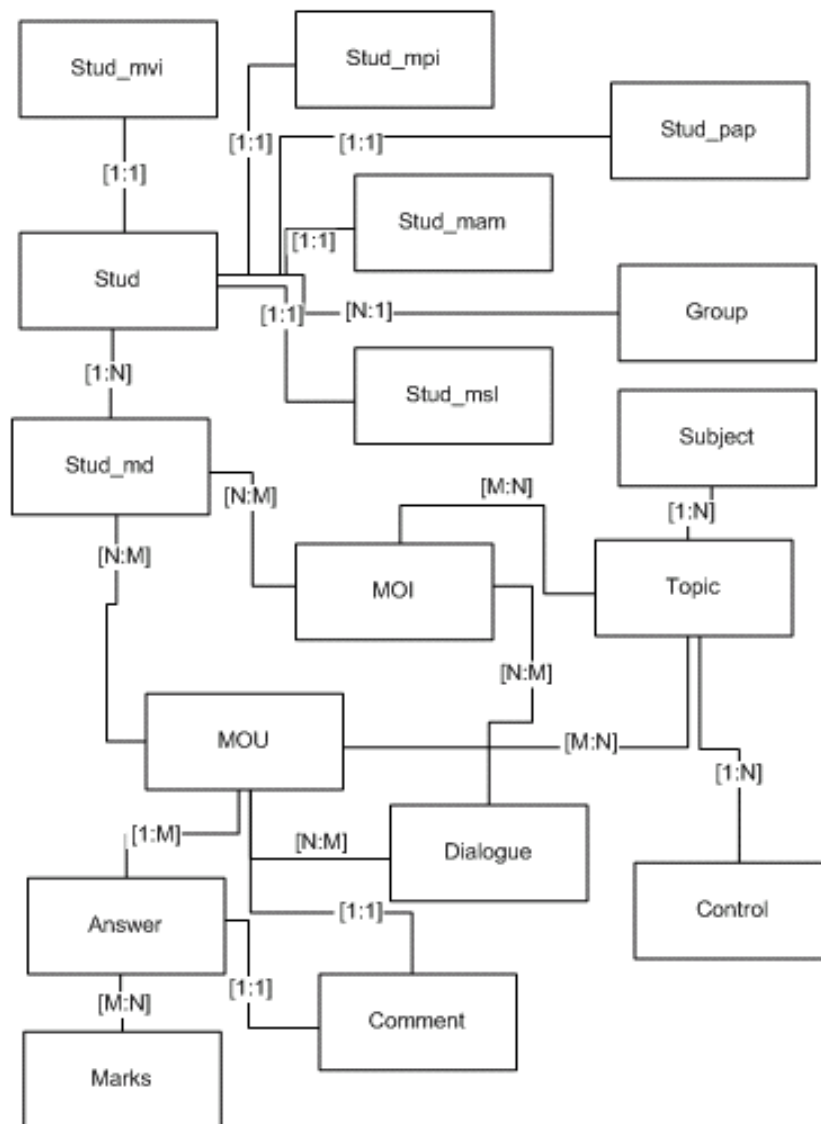 Stud_mvi
Stud_mpi
Stud_pap
[1:1]
[1:1]
[1:1]
Stud_mam
[1:1]
Stud
Group
[N:1]
[1:1]
[1:N]
Stud_msl
Subject
Stud_md
[N:M]
[M:N]
[1:N]
[N:M]
MOI
Topic
[N:M]
MOU
[M:N]
[1:N]
[1:M]
[N:M]
Dialogue
Answer
[1:1]
Control
[1:1]
[M:N]
Comment
Marks